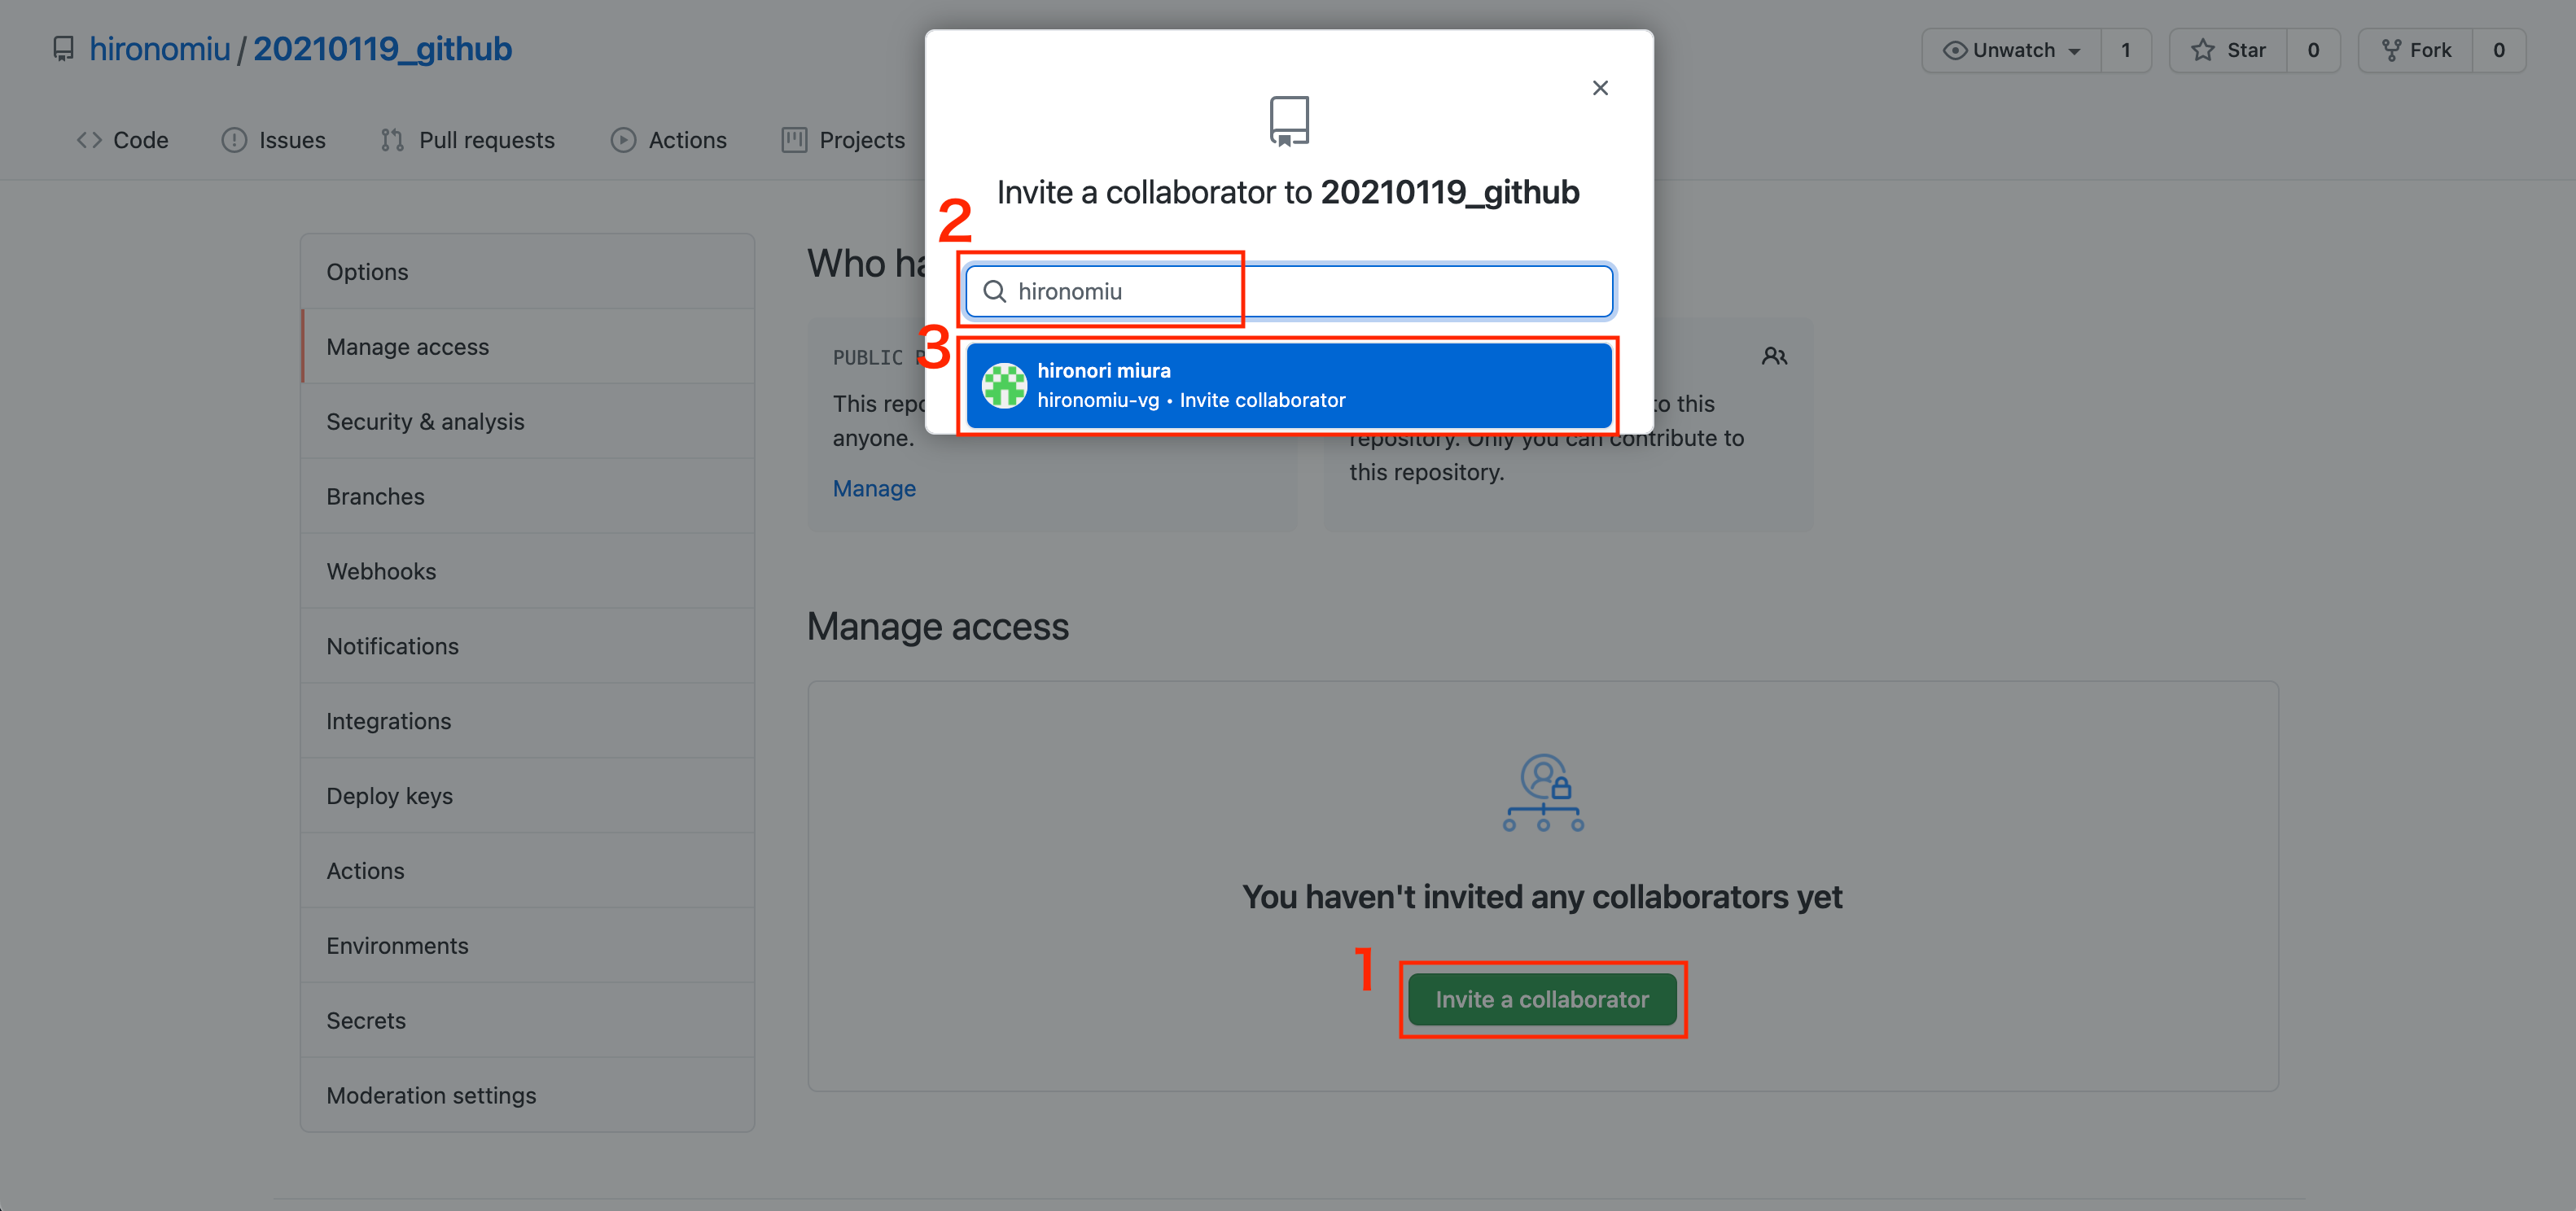 hironomiu / 20210119_github
Unwatch 1 Star 0 Fork 0
Code Issues Pull requests Actions Projects
Options
Manage access
Security & analysis
Branches
Webhooks
Notifications
Integrations
Deploy keys
Actions
Environments
Secrets
Moderation settings
Invite a collaborator to 20210119_github
2
hironomiu
3
hironori miura
hironomiu-vg • Invite collaborator
Who
PUBLIC
This
anyone.
Manage
to this
repository. Only you can contribute to
this repository.
Manage access
You haven't invited any collaborators yet
1
Invite a collaborator